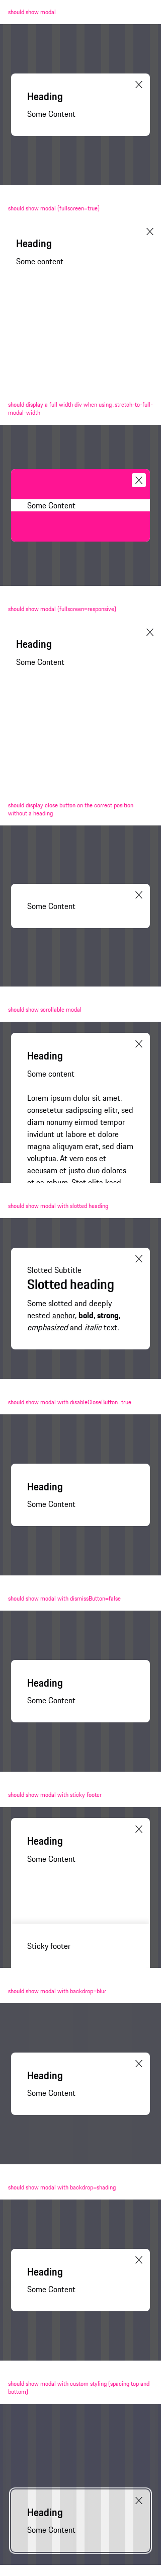 should show modal
Heading
Some Content
should show modal (fullscreen=true)
Heading
Some content
should display a full width div when using .stretch-to-full-
modal-width
Some Content
should show modal (fullscreen=responsive)
Heading
Some Content
should display close button on the correct position
without a heading
Some Content
should show scrollable modal
Heading
Some content
Lorem ipsum dolor sit amet,
consetetur sadipscing elitr, sed
diam nonumy eirmod tempor
invidunt ut labore et dolore
magna aliquyam erat, sed diam
voluptua. At vero eos et
accusam et justo duo dolores
et ea rebum. Stet clita kasd
should show modal with slotted heading
Slotted Subtitle
Slotted heading
Some slotted and deeply
nested anchor, bold, strong,
emphasized and italic text.
should show modal with disableCloseButton=true
Heading
Some Content
should show modal with dismissButton=false
Heading
Some Content
should show modal with sticky footer
Heading
Some Content
Sticky footer
should show modal with backdrop=blur
Heading
Some Content
should show modal with backdrop=shading
Heading
Some Content
should show modal with custom styling (spacing top and
bottom)
Heading
Some Content